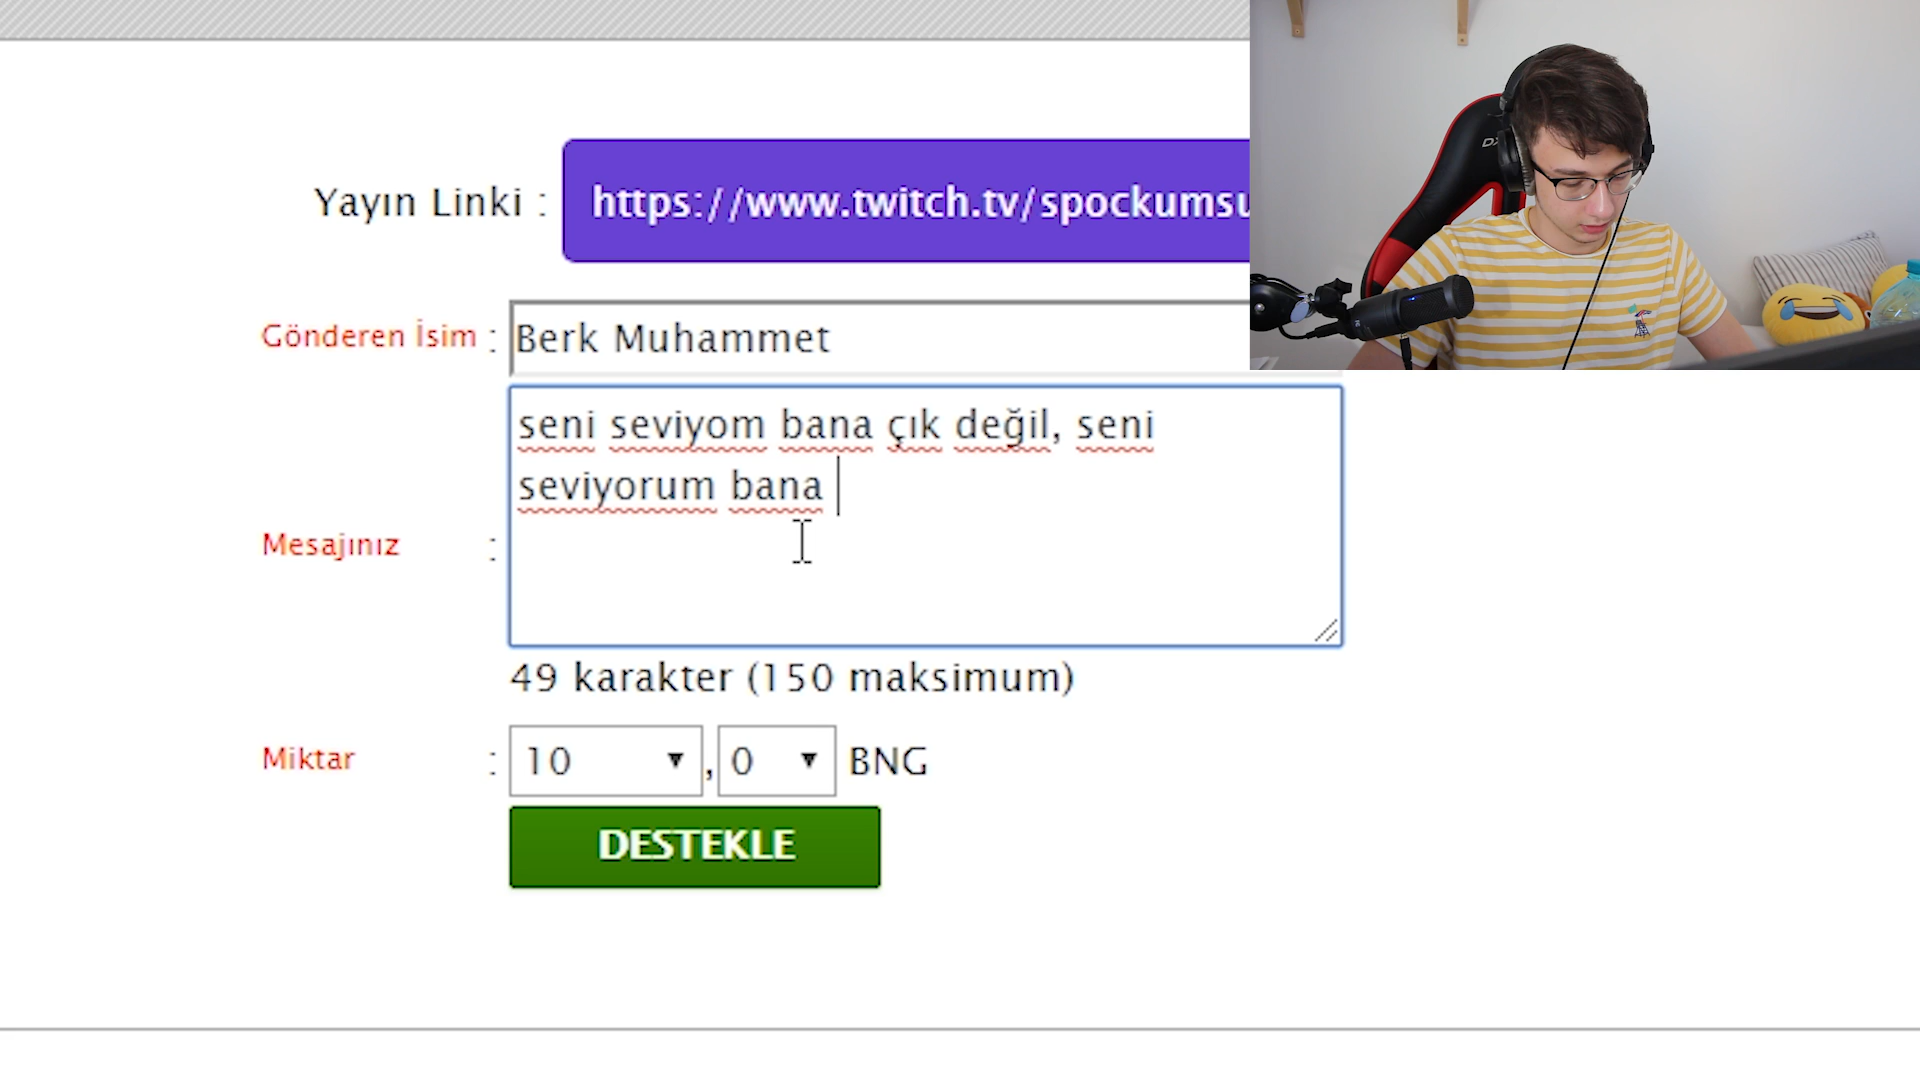 Yayın Linki : https://www.twitch.tv/spockumsu
Gönderen İsim : Berk Muhammet
seni seviyom bana çık değil, seni
seviyorum bana
Mesajınız :
49 karakter (150 maksimum)
Miktar : 10 , 0 BNG
DESTEKLE